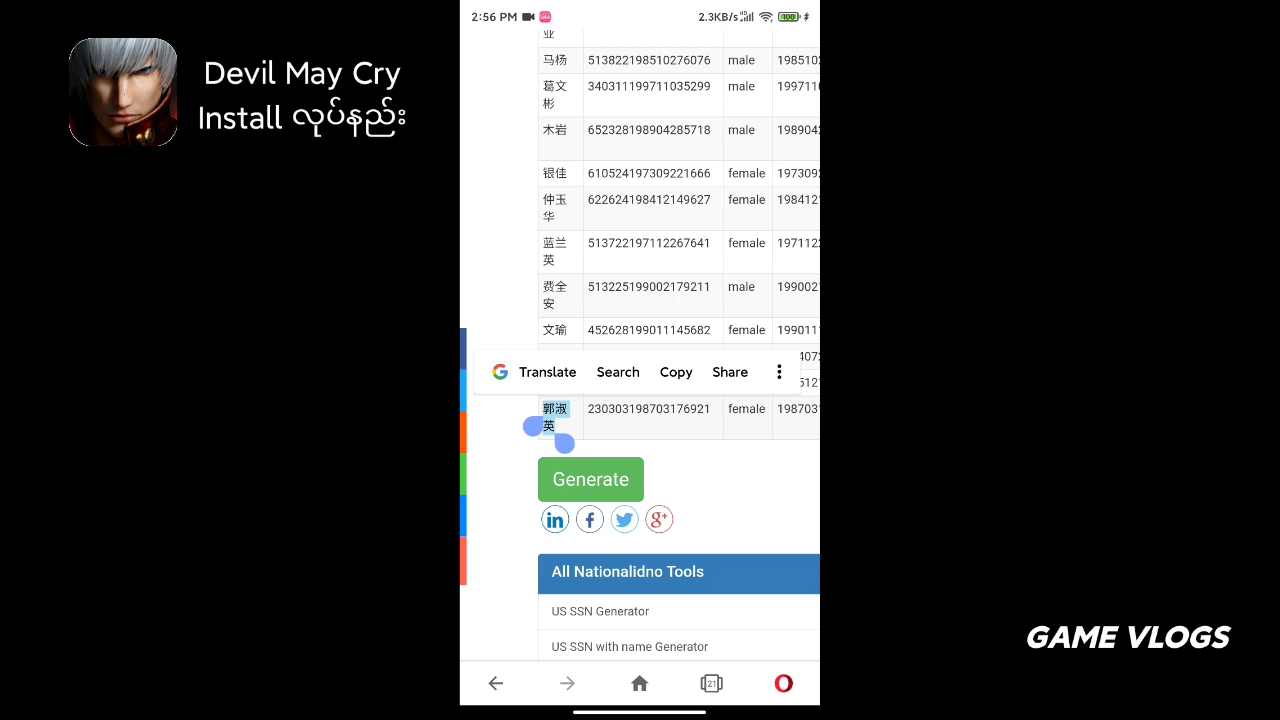 2:56 PM
2.3KB/s
100
Devil May Cry
Install လုပ်နည်း
业
马杨 513822198510276076 male 198510
葛文彬 340311199711035299 male 199711
木岩 652328198904285718 male 198904
银佳 610524197309221666 female 197309
仲玉华 622624198412149627 female 198412
蓝兰英 513722197112267641 female 197112
费全安 513225199002179211 male 199002
文瑜 452628199011145682 female 199011
Translate Search Copy Share
郭淑英 230303198703176921 female 198703
Generate
All Nationalidno Tools
US SSN Generator
US SSN with name Generator
21
GAME VLOGS